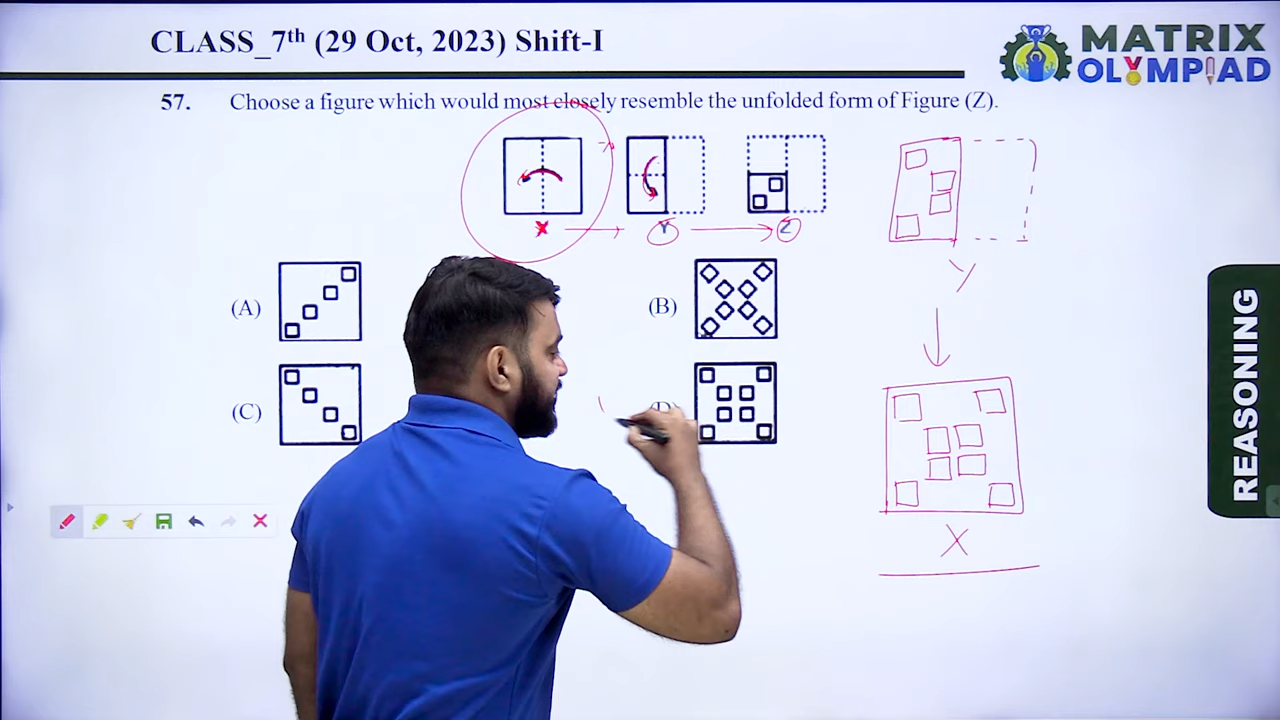 CLASS_7th (29 Oct, 2023) Shift-I
MATRIX
OLYMPIAD
57. Choose a figure which would most closely resemble the unfolded form of Figure (Z).
X Y Z
Y
(A) (B)
(C) (D)
X
REASONING